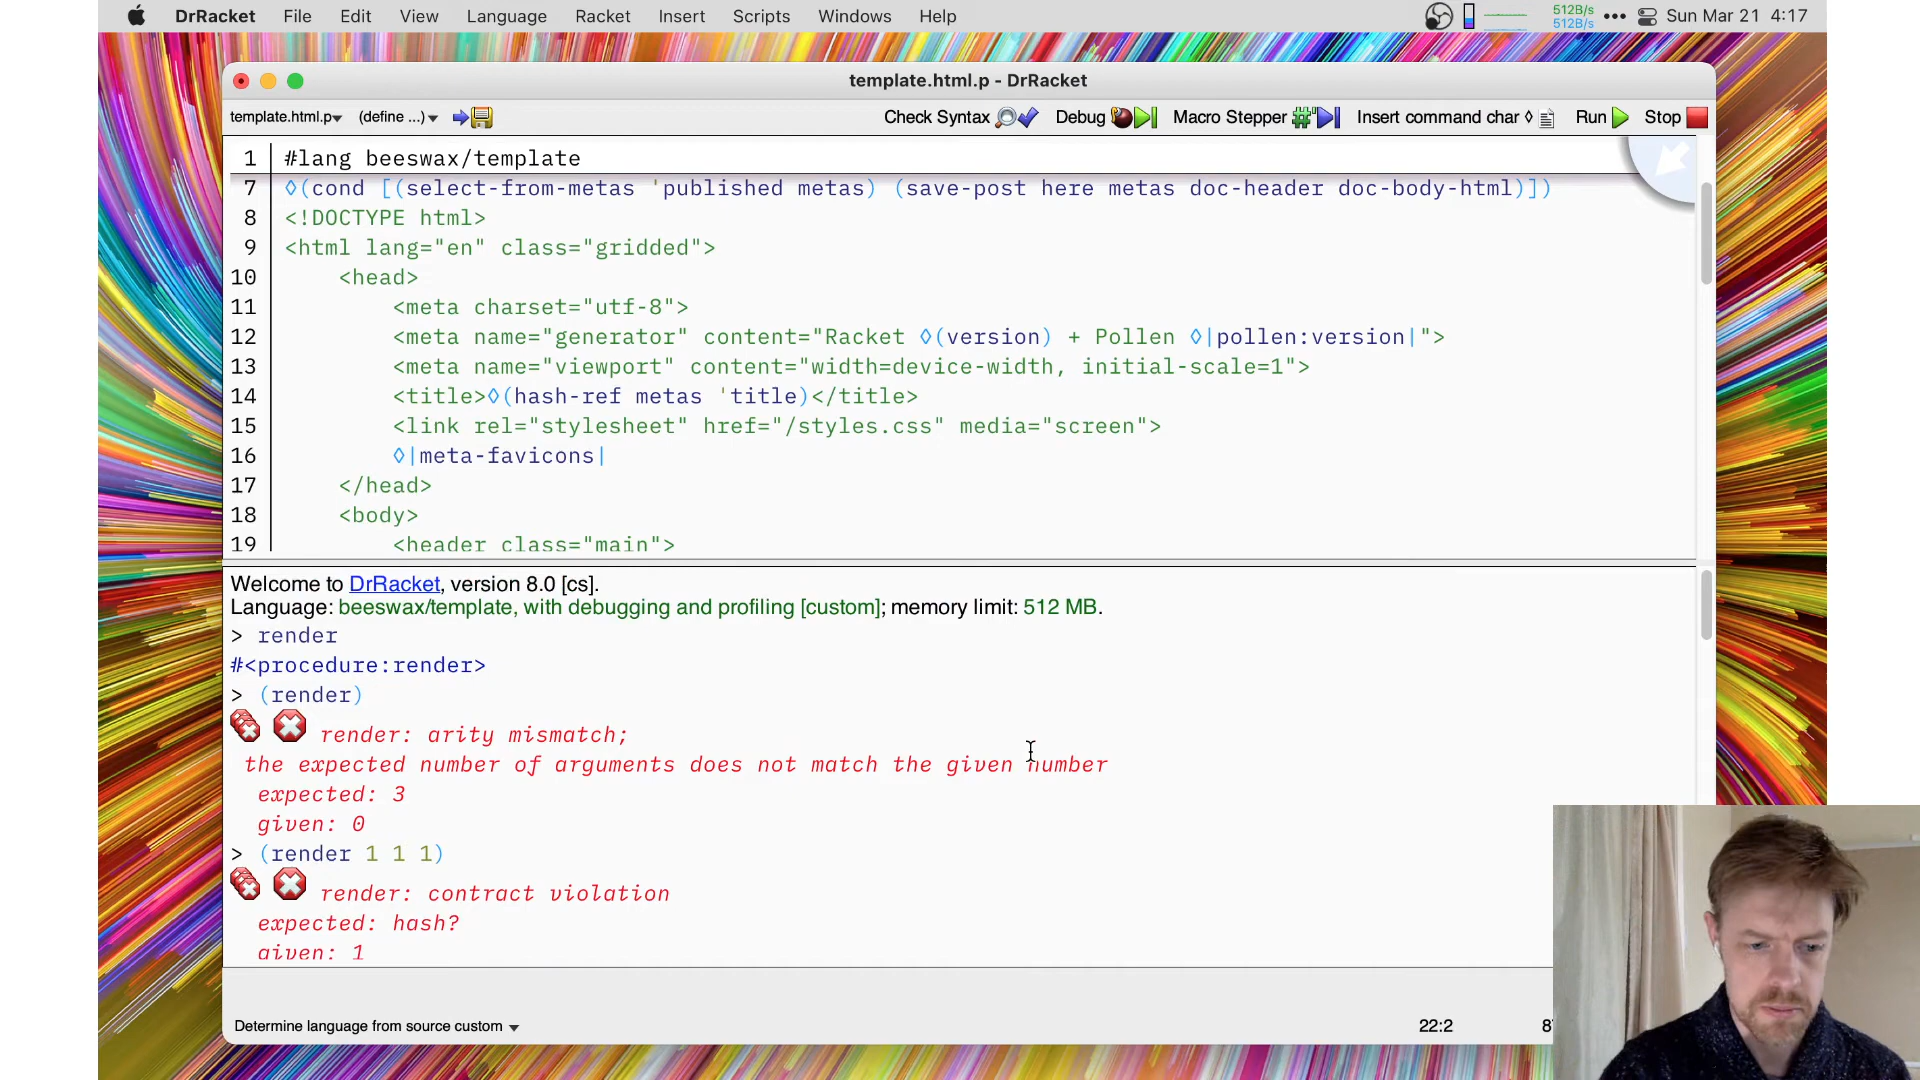 DrRacket File Edit View Language Racket Insert Scripts Windows Help 512B/s 512B/s Sun Mar 21 4:17
template.html.p - DrRacket
template.html.p (define ...) Check Syntax Debug Macro Stepper Insert command char ◊ Run Stop
1 #lang beeswax/template
7 ◊(cond [(select-from-metas 'published metas) (save-post here metas doc-header doc-body-html)])
8 <!DOCTYPE html>
9 <html lang="en" class="gridded">
10 <head>
11 <meta charset="utf-8">
12 <meta name="generator" content="Racket ◊(version) + Pollen ◊|pollen:version|">
13 <meta name="viewport" content="width=device-width, initial-scale=1">
14 <title>◊(hash-ref metas 'title)</title>
15 <link rel="stylesheet" href="/styles.css" media="screen">
16 ◊|meta-favicons|
17 </head>
18 <body>
19 <header class="main">
Welcome to DrRacket, version 8.0 [cs].
Language: beeswax/template, with debugging and profiling [custom]; memory limit: 512 MB.
> render
#<procedure:render>
> (render)
render: arity mismatch;
the expected number of arguments does not match the given number
expected: 3
given: 0
> (render 1 1 1)
render: contract violation
expected: hash?
given: 1
Determine language from source custom 22:2